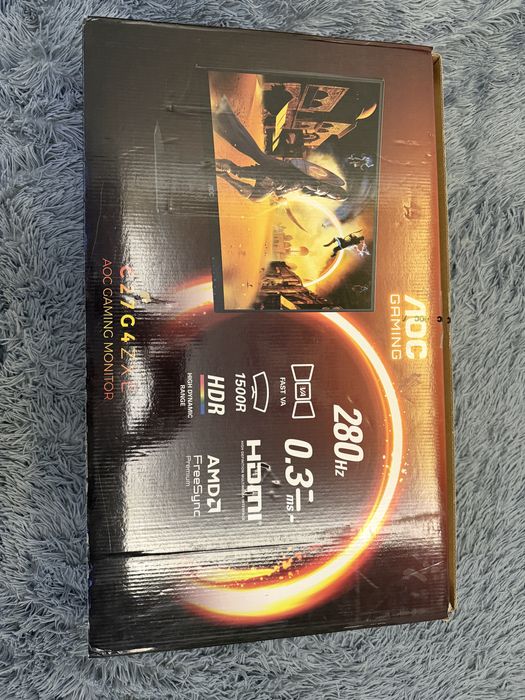 AOC
GAMING
280Hz
0.3ms
VA
FAST VA
1500R
HDR
HIGH DYNAMIC
RANGE
HDMI
AMD
FreeSync
Premium
C27G4ZXE
AOC GAMING MONITOR